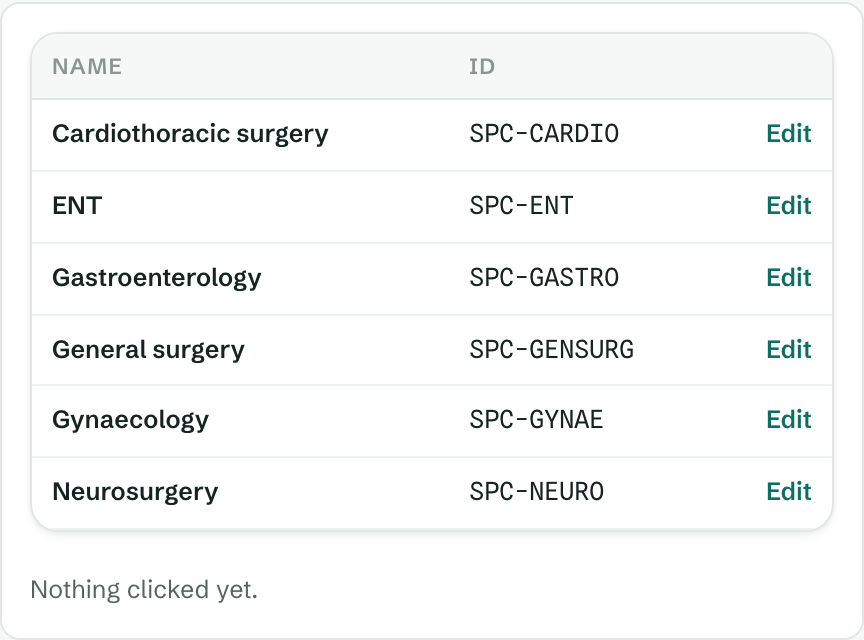 NAME ID
Cardiothoracic surgery SPC-CARDIO Edit
ENT SPC-ENT Edit
Gastroenterology SPC-GASTRO Edit
General surgery SPC-GENSURG Edit
Gynaecology SPC-GYNAE Edit
Neurosurgery SPC-NEURO Edit
Nothing clicked yet.